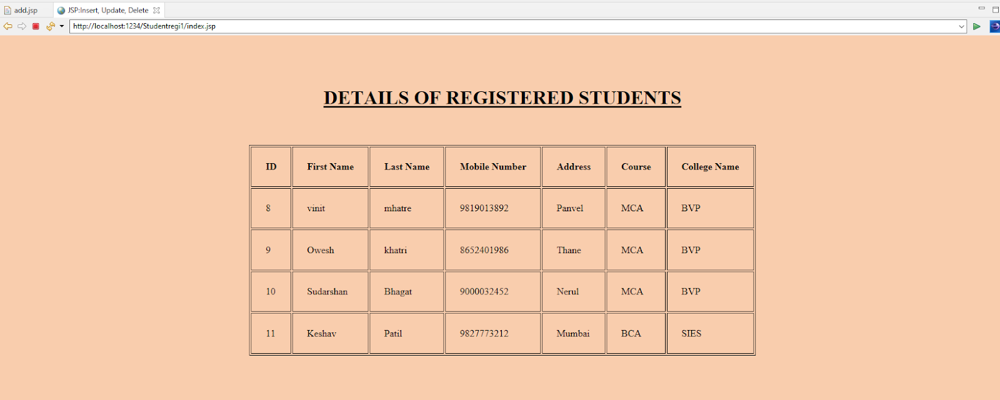 add.jsp JSP:Insert, Update, Delete
http://localhost:1234/Studentregi1/index.jsp
DETAILS OF REGISTERED STUDENTS
ID First Name Last Name Mobile Number Address Course College Name
8 vinit mhatre 9819013892 Panvel MCA BVP
9 Owesh khatri 8652401986 Thane MCA BVP
10 Sudarshan Bhagat 9000032452 Nerul MCA BVP
11 Keshav Patil 9827773212 Mumbai BCA SIES